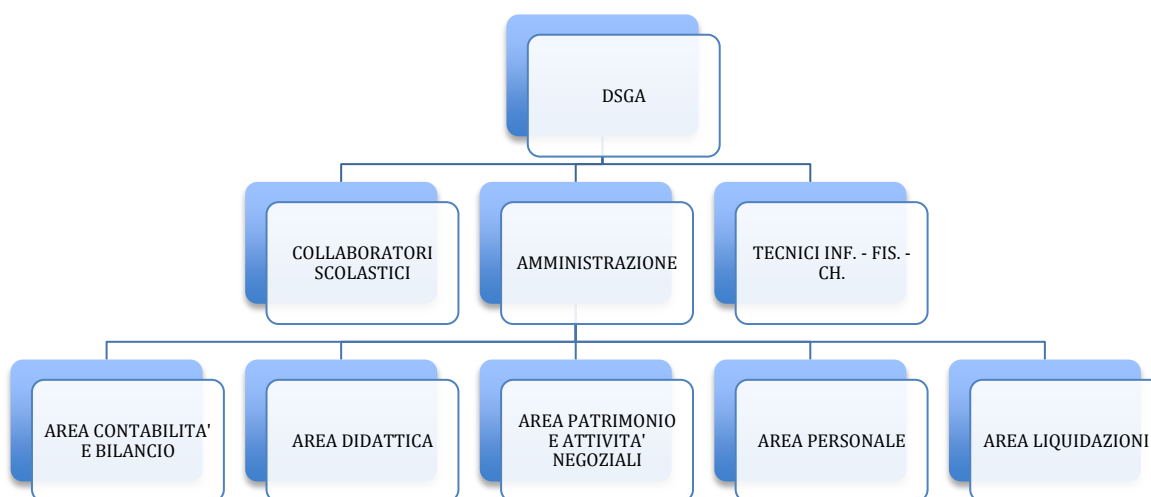 DSGA
COLLABORATORI
SCOLASTICI
AMMINISTRAZIONE
TECNICI INF. - FIS. -
CH.
AREA CONTABILITA'
E BILANCIO
AREA DIDATTICA
AREA PATRIMONIO
E ATTIVITA'
NEGOZIALI
AREA PERSONALE
AREA LIQUIDAZIONI